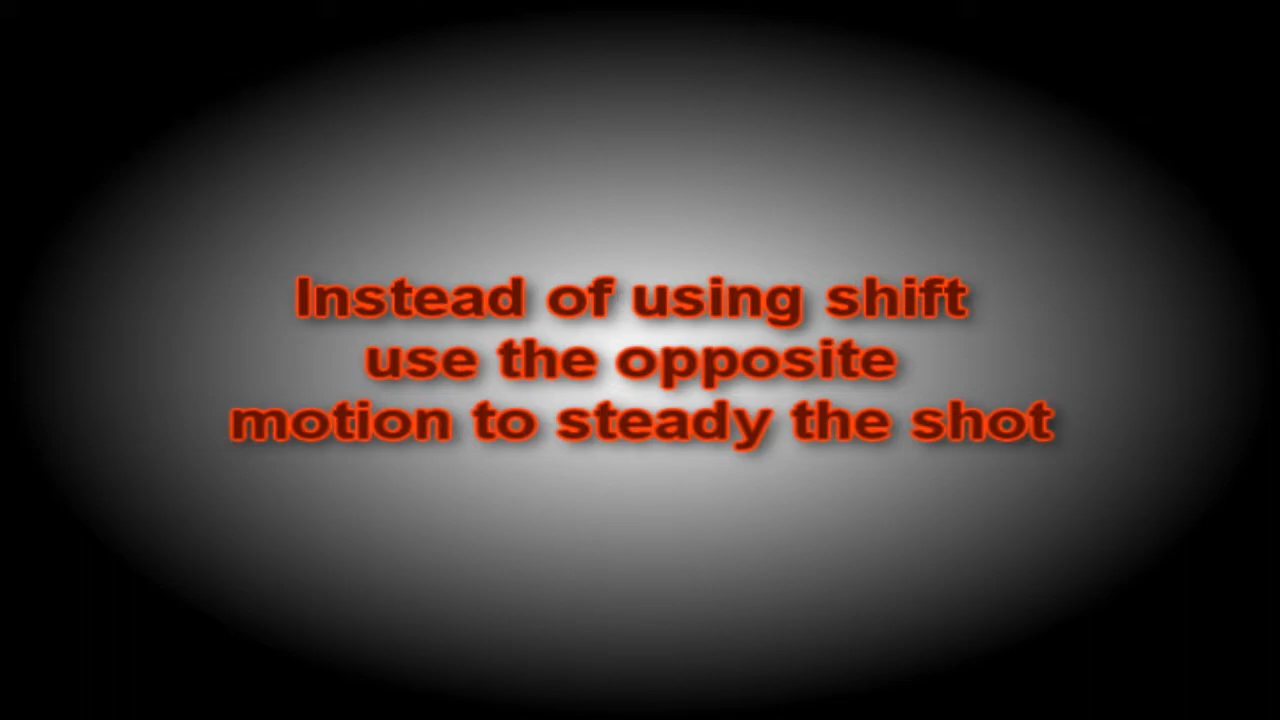 Instead of using shift
use the opposite
motion to steady the shot